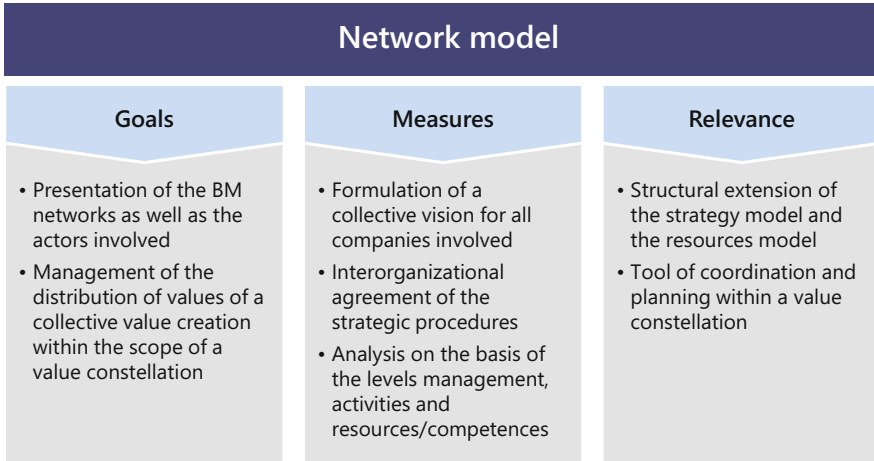 Network model
Goals
• Presentation of the BM
networks as well as the
actors involved
• Management of the
distribution of values of a
collective value creation
within the scope of a
value constellation
Measures
• Formulation of a
collective vision for all
companies involved
• Interorganizational
agreement of the
strategic procedures
• Analysis on the basis of
the levels management,
activities and
resources/competences
Relevance
• Structural extension of
the strategy model and
the resources model
• Tool of coordination and
planning within a value
constellation